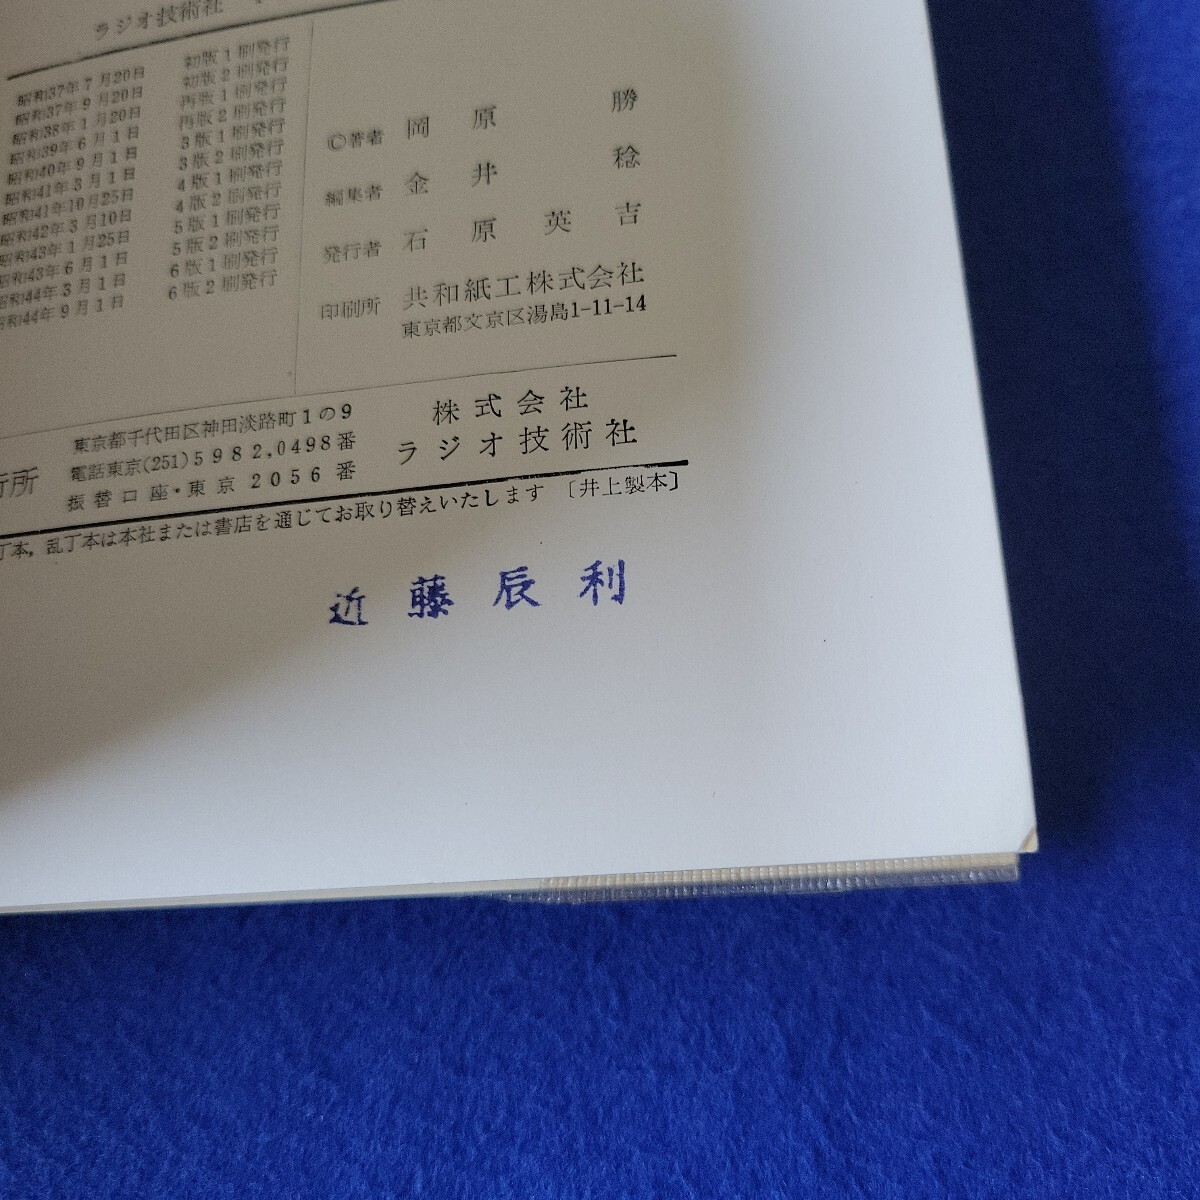 ラジオ技術社
昭和37年7月20日 初版1刷発行
昭和37年9月20日 初版2刷発行
昭和38年1月20日 再版1刷発行
昭和39年6月1日 再版2刷発行
昭和40年9月1日 3版1刷発行
昭和41年3月1日 3版2刷発行
昭和41年10月25日 4版1刷発行
昭和42年3月10日 4版2刷発行
昭和43年1月25日 5版1刷発行
昭和43年6月1日 5版2刷発行
昭和44年3月1日 6版1刷発行
昭和44年9月1日 6版2刷発行
©著者 岡原 勝
編集者 金井 稔
発行者 石原英吉
印刷所 共和紙工株式会社
東京都文京区湯島1-11-14
行所
東京都千代田区神田淡路町1の9
電話東京(251)5982,0498番
振替口座・東京2056番
株式会社
ラジオ技術社
丁本,乱丁本は本社または書店を通じてお取り替えいたします〔井上製本〕
近藤辰利